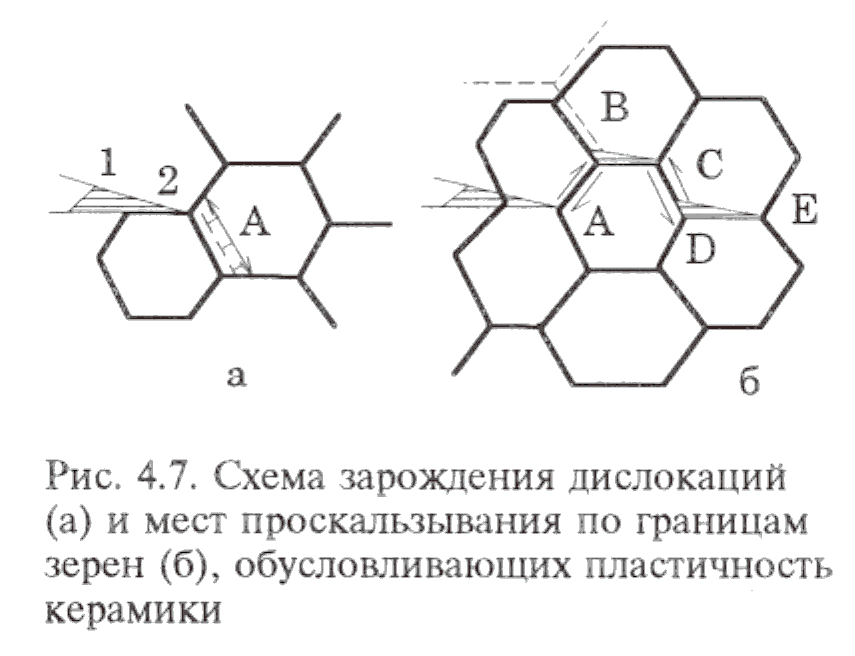 1
2
A
а
B
C
A
D
E
б
Рис. 4.7. Схема зарождения дислокаций
(а) и мест проскальзывания по границам
зерен (б), обусловливающих пластичность
керамики